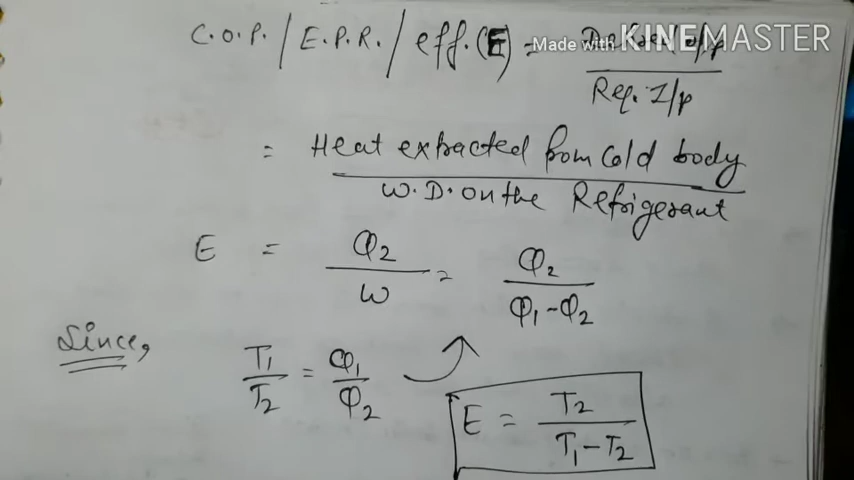 C.O.P. / E.P.R. / eff.(E) = Made with KINEMASTER
Req. I/p
= Heat extracted from Cold body
W.D. on the Refrigerant
E = Q2 / W = Q2 / Q1-Q2
Since,
T1 / T2 = Q1 / Q2
E = T2 / T1-T2